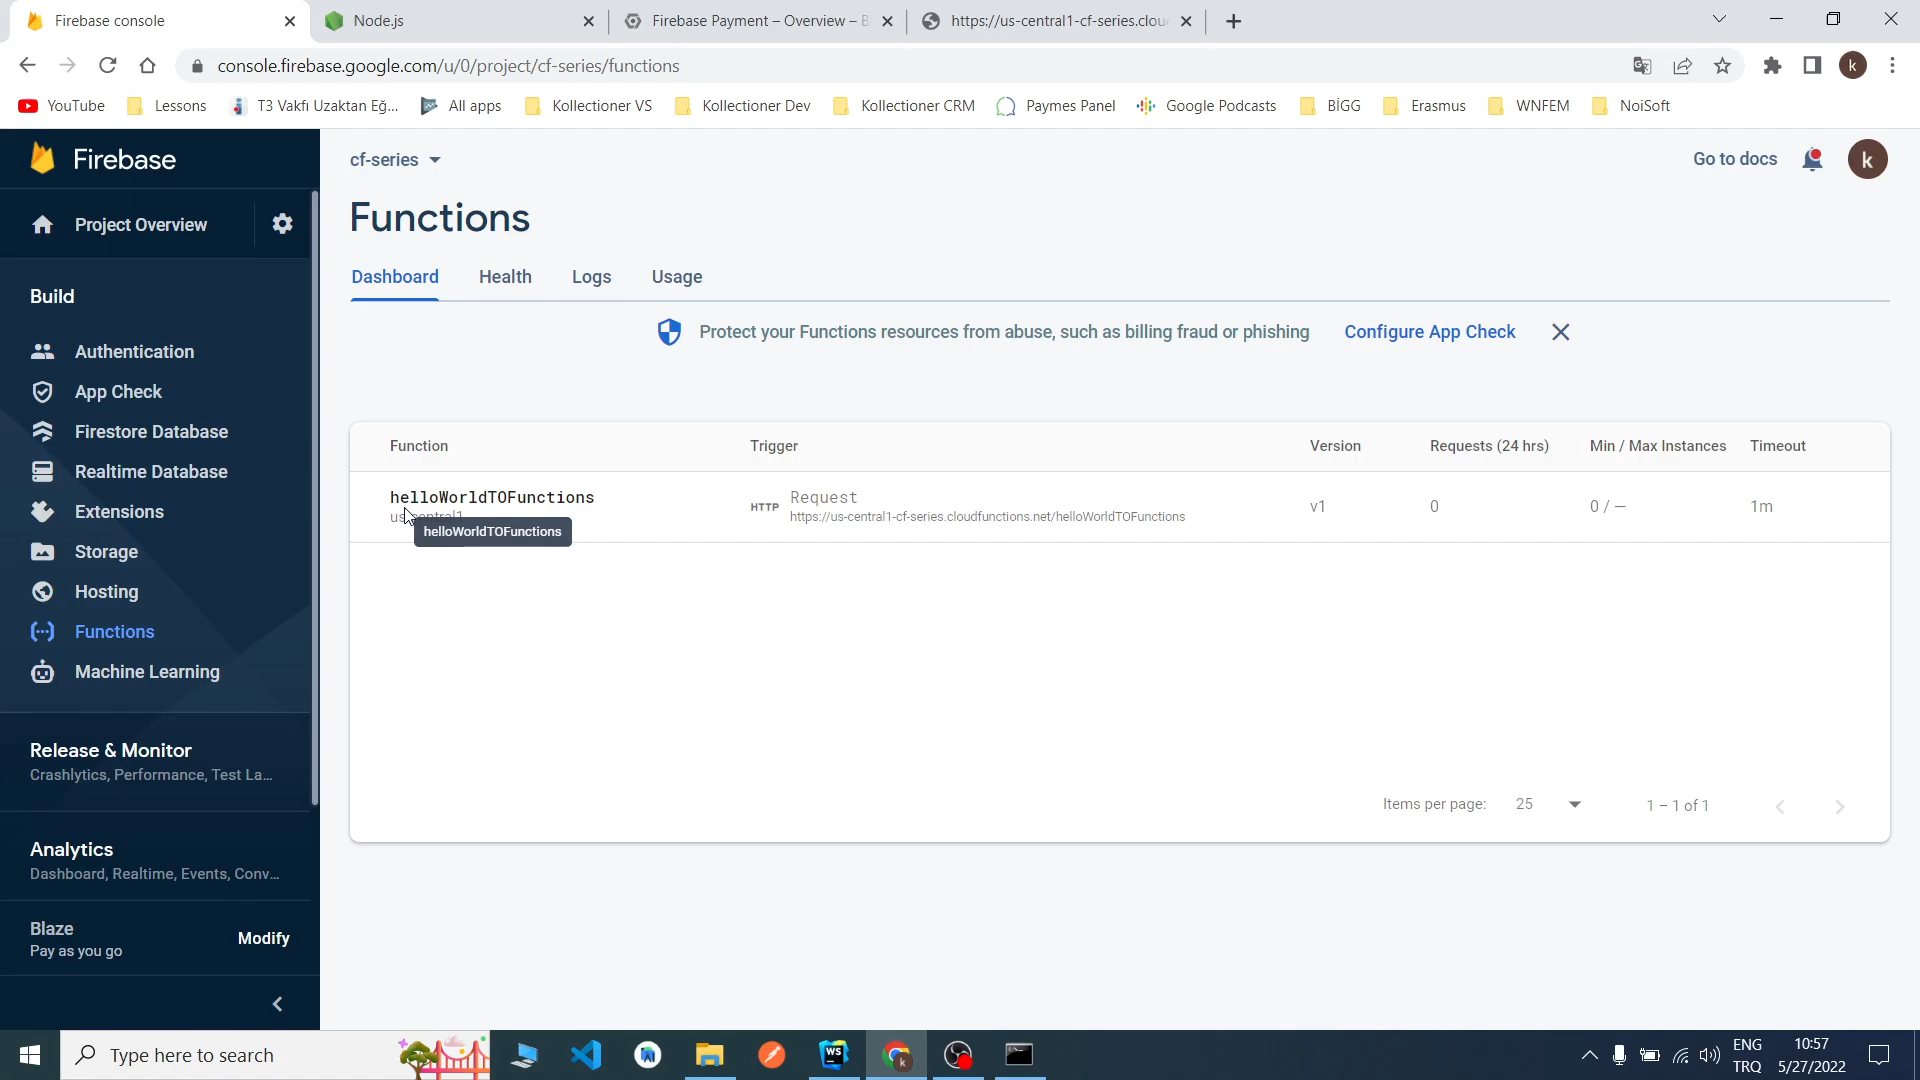 Firebase console
Node.js
Firebase Payment – Overview – B
https://us-central1-cf-series.clou
console.firebase.google.com/u/0/project/cf-series/functions
k
YouTube
Lessons
T3 Vakfı Uzaktan Eğ...
All apps
Kollectioner VS
Kollectioner Dev
Kollectioner CRM
Paymes Panel
Google Podcasts
BİGG
Erasmus
WNFEM
NoiSoft
Firebase
cf-series
Go to docs
k
Project Overview
Functions
Dashboard
Health
Logs
Usage
Build
Protect your Functions resources from abuse, such as billing fraud or phishing
Configure App Check
Authentication
App Check
Firestore Database
Realtime Database
Extensions
Storage
Hosting
Functions
Machine Learning
Function
Trigger
Version
Requests (24 hrs)
Min / Max Instances
Timeout
helloWorldTOFunctions
us-central1
helloWorldTOFunctions
HTTP
Request
https://us-central1-cf-series.cloudfunctions.net/helloWorldTOFunctions
v1
0
0 / –
1m
Items per page:
25
1 – 1 of 1
Release & Monitor
Crashlytics, Performance, Test La...
Analytics
Dashboard, Realtime, Events, Conv...
Blaze
Pay as you go
Modify
Type here to search
WS
k
ENG
TRQ
10:57
5/27/2022